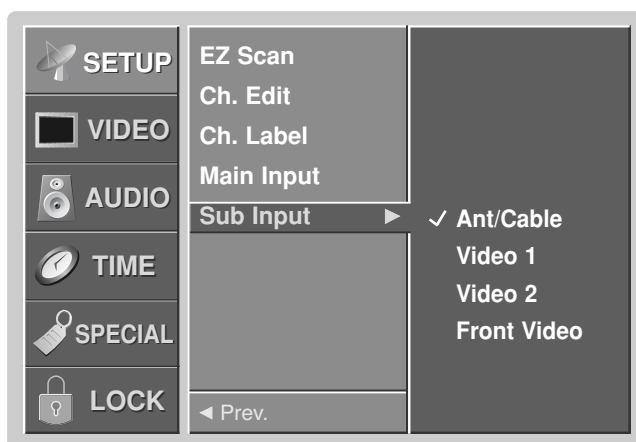 SETUP
VIDEO
AUDIO
TIME
SPECIAL
LOCK
EZ Scan
Ch. Edit
Ch. Label
Main Input
Sub Input ►
◄ Prev.
✓ Ant/Cable
Video 1
Video 2
Front Video